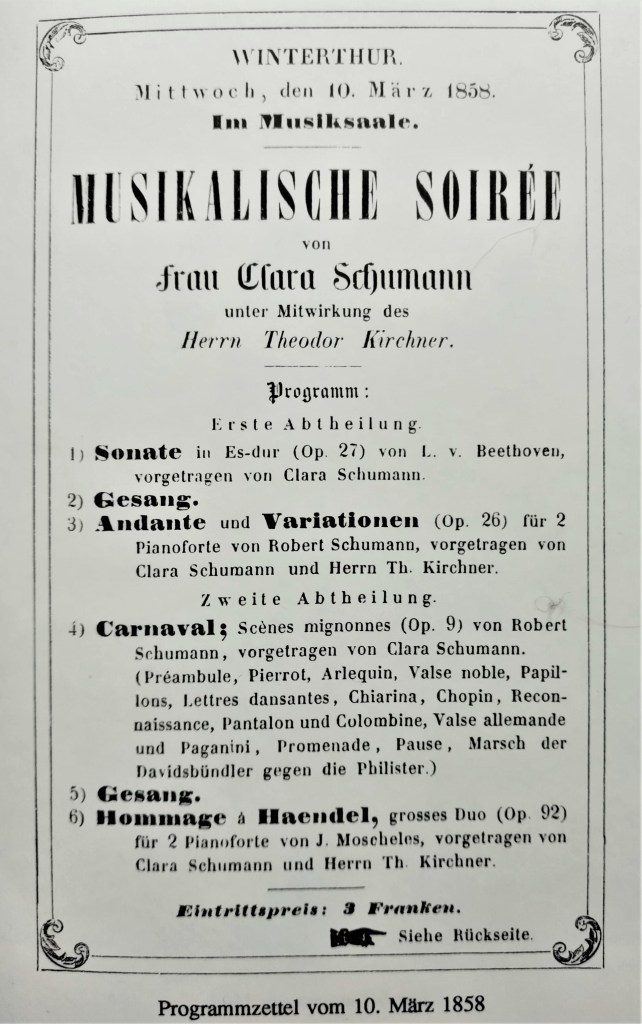 WINTERTHUR.
Mittwoch, den 10. März 1858.
Im Musiksaale.
MUSIKALISCHE SOIRÉE
von
Frau Clara Schumann
unter Mitwirkung des
Herrn Theodor Kirchner.
Programm:
Erste Abtheilung.
1) Sonate in Es-dur (Op. 27) von L. v. Beethoven,
vorgetragen von Clara Schumann.
2) Gesang.
3) Andante und Variationen (Op. 26) für 2
Pianoforte von Robert Schumann, vorgetragen von
Clara Schumann und Herrn Th. Kirchner.
Zweite Abtheilung.
4) Carnaval; Scènes mignonnes (Op. 9) von Robert
Schumann, vorgetragen von Clara Schumann.
(Préambule, Pierrot, Arlequin, Valse noble, Papil-
lons, Lettres dansantes, Chiarina, Chopin, Recon-
naissance, Pantalon und Colombine, Valse allemande
und Paganini, Promenade, Pause, Marsch der
Davidsbündler gegen die Philister.)
5) Gesang.
6) Hommage á Haendel, grosses Duo (Op. 92)
für 2 Pianoforte von J. Moscheles, vorgetragen von
Clara Schumann und Herrn Th. Kirchner.
Eintrittspreis: 3 Franken.
Siehe Rückseite.
Programmzettel vom 10. März 1858